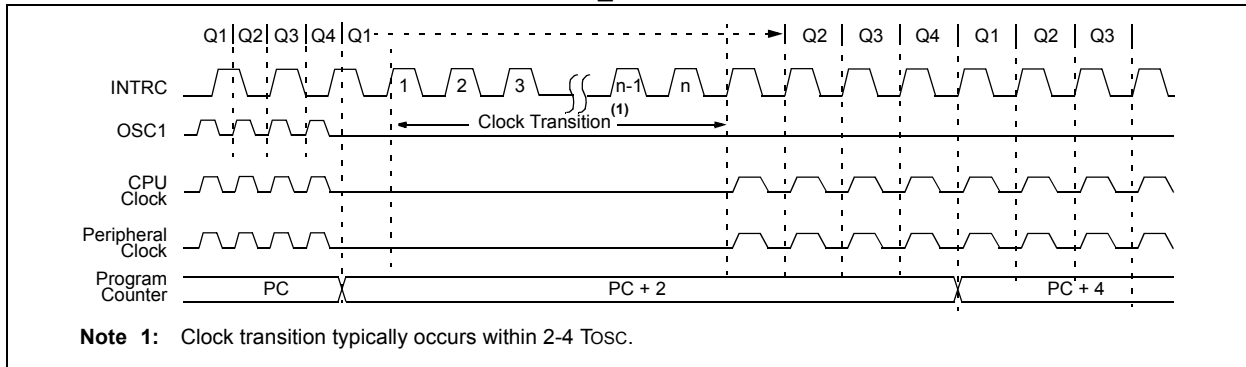 Q1 Q2 Q3 Q4 Q1 Q2 Q3 Q4 Q1 Q2 Q3
INTRC 1 2 3 n-1 n
(1)
OSC1 Clock Transition
CPU
Clock
Peripheral
Clock
Program
Counter PC PC + 2 PC + 4
Note 1: Clock transition typically occurs within 2-4 TOSC.